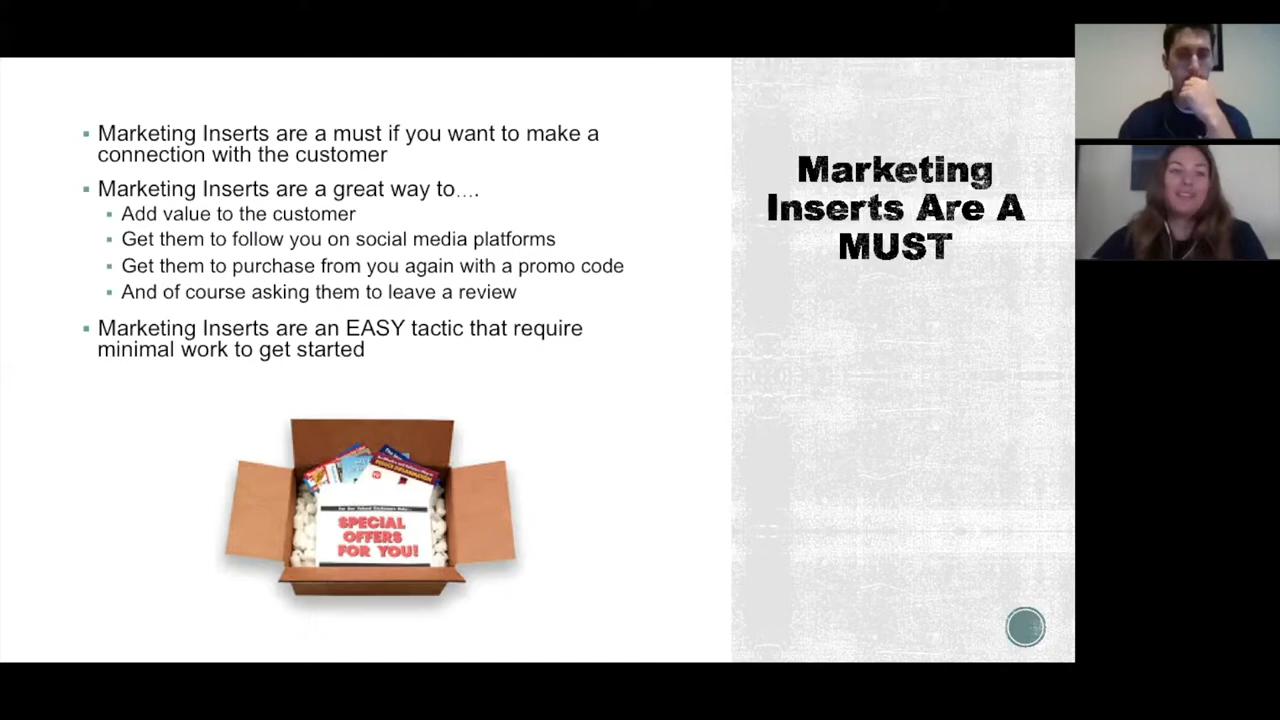 Marketing Inserts are a must if you want to make a
connection with the customer
Marketing Inserts are a great way to….
Add value to the customer
Get them to follow you on social media platforms
Get them to purchase from you again with a promo code
And of course asking them to leave a review
Marketing Inserts are an EASY tactic that require
minimal work to get started
SPECIAL
OFFERS
FOR YOU!
Marketing
Inserts Are A
MUST